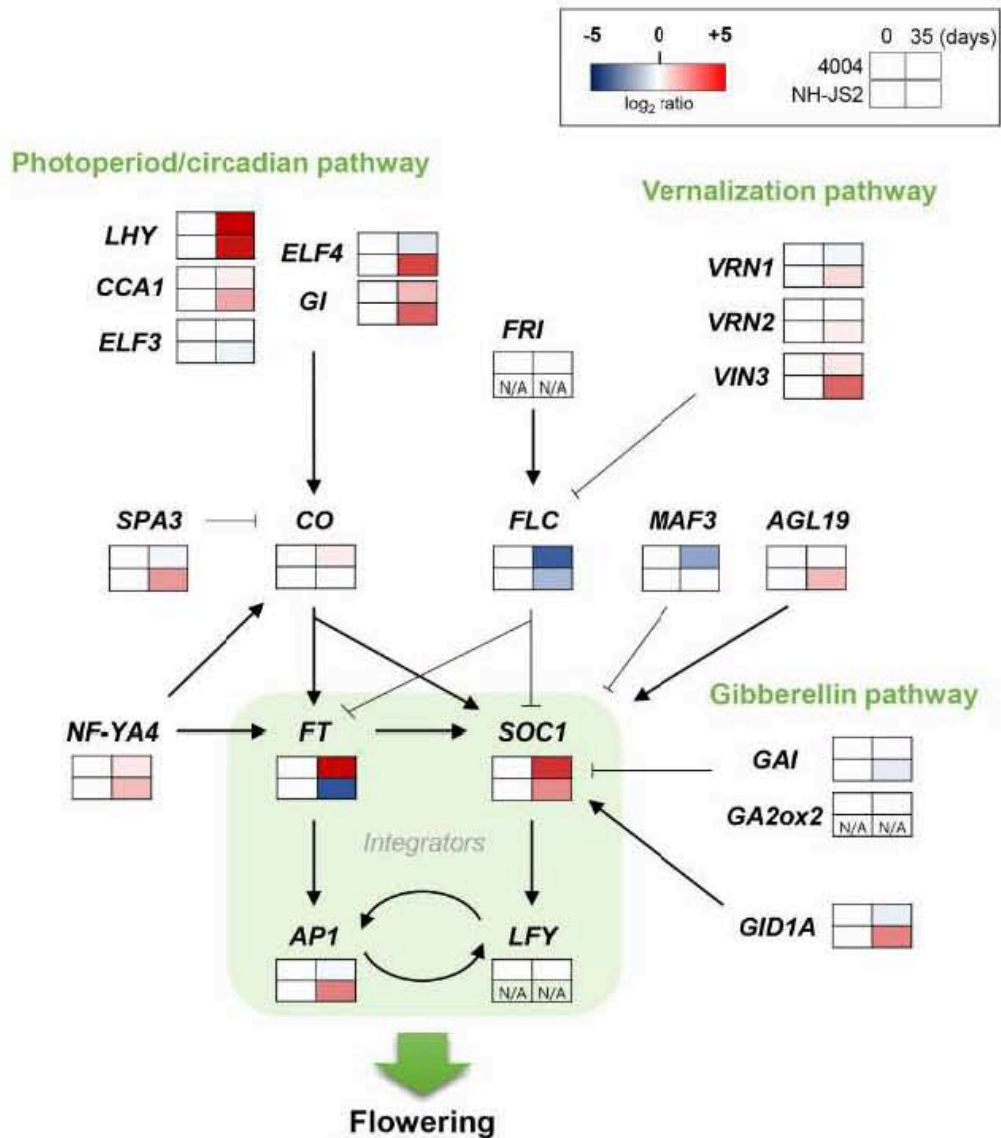 -5 0 +5
log2 ratio
0 35 (days)
4004
NH-JS2
Photoperiod/circadian pathway
Vernalization pathway
LHY
CCA1
ELF3
ELF4
GI
FRI
N/A N/A
VRN1
VRN2
VIN3
SPA3
CO
FLC
MAF3
AGL19
Gibberellin pathway
NF-YA4
FT
SOC1
GAI
GA2ox2
N/A N/A
Integrators
GID1A
AP1
LFY
N/A N/A
Flowering